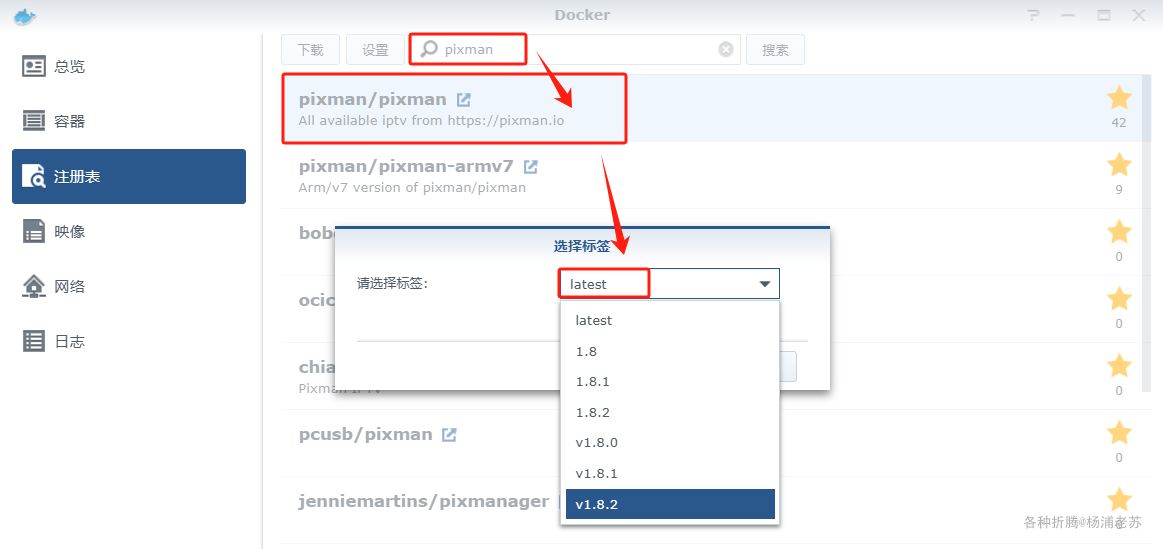 Docker
总览
容器
注册表
映像
网络
日志
下载
设置
pixman
搜索
pixman/pixman
All available iptv from https://pixman.io
42
pixman/pixman-armv7
Arm/v7 version of pixman/pixman
9
0
0
0
pcusb/pixman
0
jenniemartins/pixmanager
选择标签
请选择标签:
latest
latest
1.8
1.8.1
1.8.2
v1.8.0
v1.8.1
v1.8.2
各种折腾@杨浦老苏